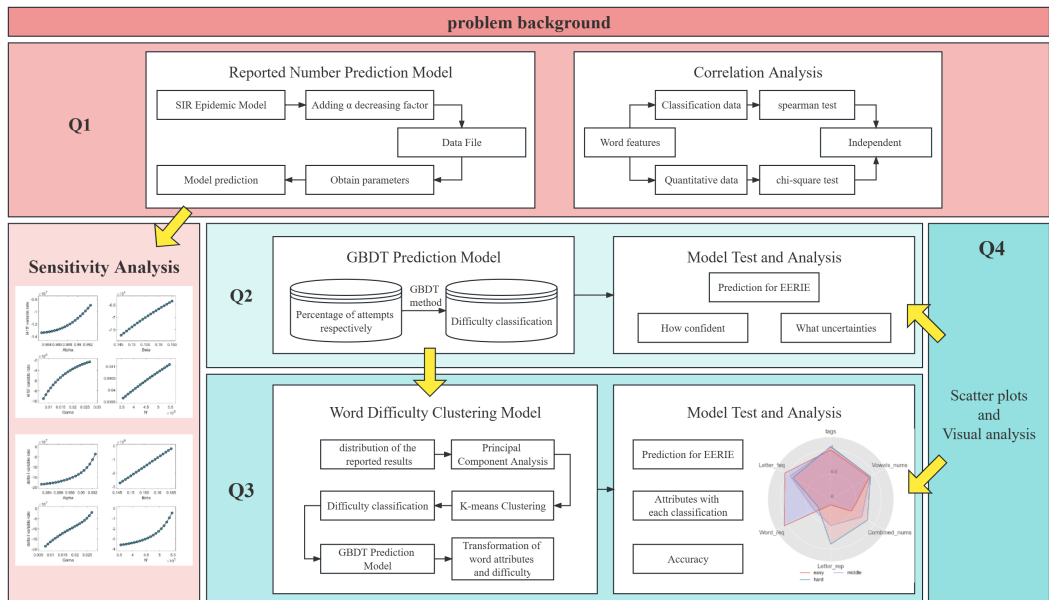 problem background
Q1
Reported Number Prediction Model
SIR Epidemic Model
Adding α decreasing factor
Data File
Model prediction
Obtain parameters
Correlation Analysis
Classification data
spearman test
Word features
Independent
Quantitative data
chi-square test
Sensitivity Analysis
Alpha
Beta
Gama
N
Alpha
Beta
Gama
N
Q2
GBDT Prediction Model
Percentage of attempts
respectively
GBDT
method
Difficulty classification
Model Test and Analysis
Prediction for EERIE
How confident
What uncertainties
Q3
Word Difficulty Clustering Model
distribution of the
reported results
Principal
Component Analysis
Difficulty classification
K-means Clustering
GBDT Prediction
Model
Transformation of
word attributes
and difficulty
Model Test and Analysis
Prediction for EERIE
Attributes with
each classification
Accuracy
tags
Letter_feq
Vowels_nums
Word_feq
Combined_nums
Letter_rep
easy
middle
hard
Q4
Scatter plots
and
Visual analysis